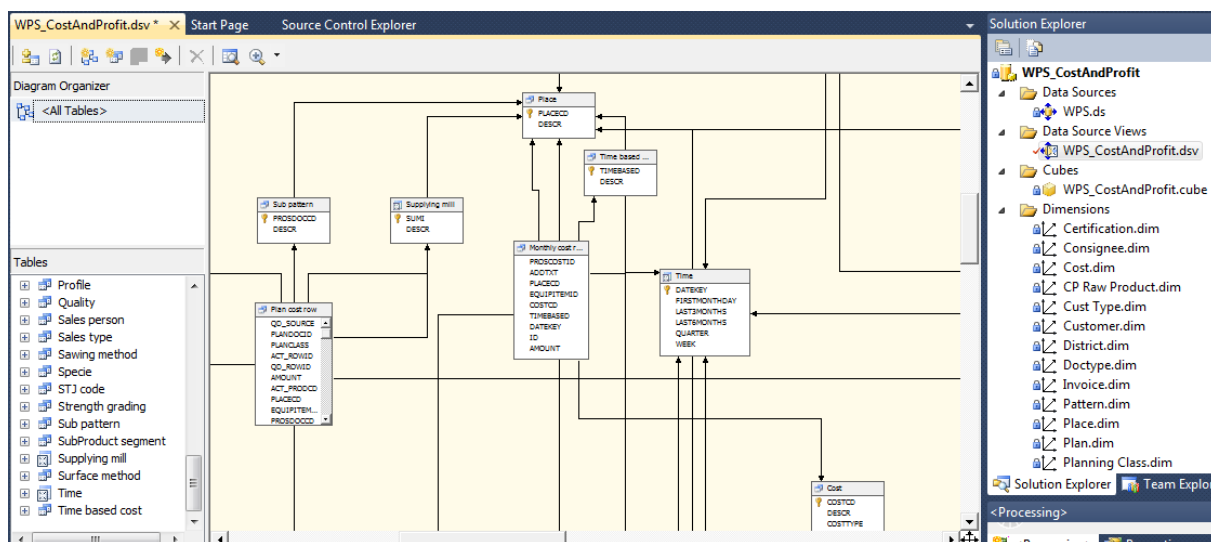 WPS_CostAndProfit.dsv *
Start Page
Source Control Explorer
Diagram Organizer
<All Tables>
Tables
Profile
Quality
Sales person
Sales type
Sawing method
Specie
STJ code
Strength grading
Sub pattern
SubProduct segment
Supplying mill
Surface method
Time
Time based cost
Place
PLACECD
DESCR
Time based ...
TIMEBASED
DESCR
Sub pattern
PROSDOCCD
DESCR
Supplying mill
SUMI
DESCR
Monthly cost r...
PROSCOSTID
ADDTXT
PLACECD
EQUIPITEMID
COSTCD
TIMEBASED
DATEKEY
ID
AMOUNT
Time
DATEKEY
FIRSTMONTHDAY
LAST3MONTHS
LAST6MONTHS
QUARTER
WEEK
Plan cost row
QD_SOURCE
PLANDOCID
PLANCLASS
ACT_ROWID
QD_ROWID
AMOUNT
ACT_PRODCD
PLACECD
EQUIPITEM...
PROSDOCCD
Cost
COSTCD
DESCR
COSTTYPE
Solution Explorer
WPS_CostAndProfit
Data Sources
WPS.ds
Data Source Views
WPS_CostAndProfit.dsv
Cubes
WPS_CostAndProfit.cube
Dimensions
Certification.dim
Consignee.dim
Cost.dim
CP Raw Product.dim
Cust Type.dim
Customer.dim
District.dim
Doctype.dim
Invoice.dim
Pattern.dim
Place.dim
Plan.dim
Planning Class.dim
Solution Explorer
Team Explor
<Processing>